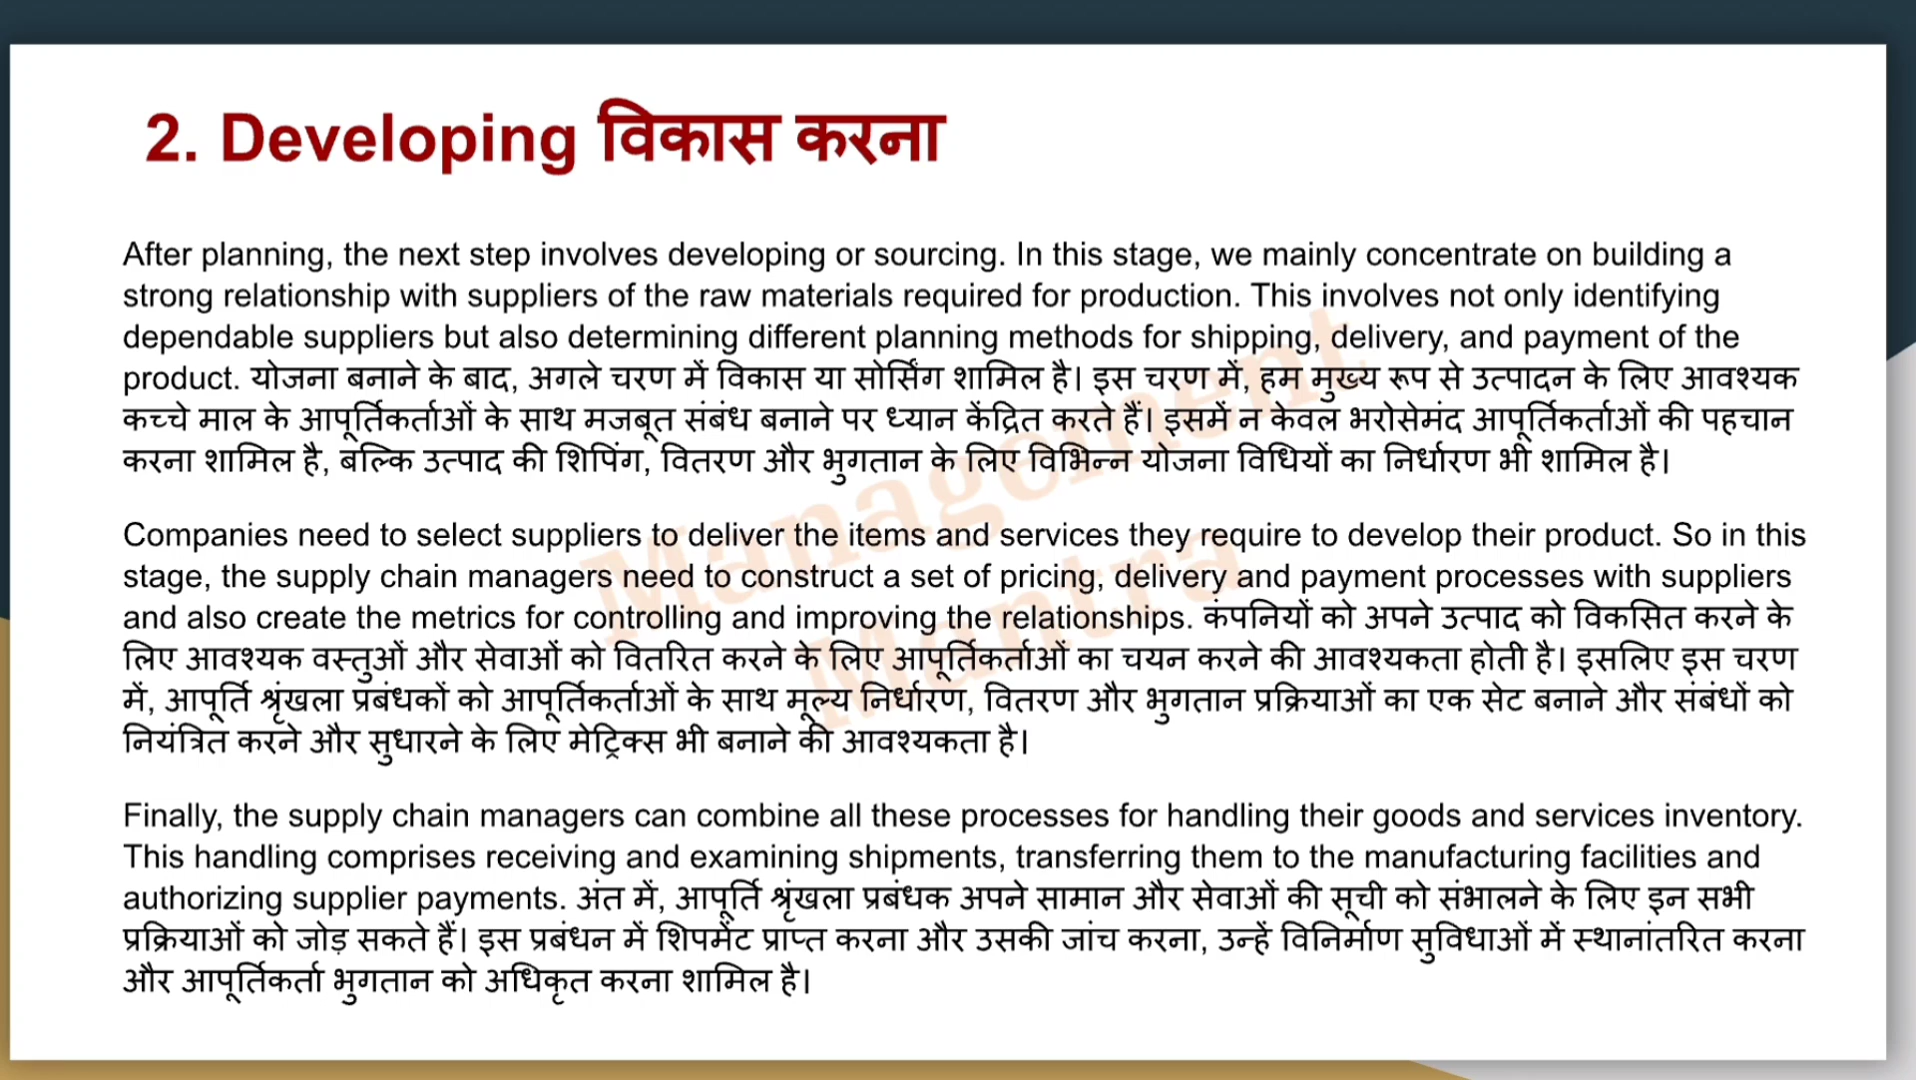 2. Developing विकास करना
After planning, the next step involves developing or sourcing. In this stage, we mainly concentrate on building a
strong relationship with suppliers of the raw materials required for production. This involves not only identifying
dependable suppliers but also determining different planning methods for shipping, delivery, and payment of the
product. योजना बनाने के बाद, अगले चरण में विकास या सोर्सिंग शामिल है। इस चरण में, हम मुख्य रूप से उत्पादन के लिए आवश्यक
कच्चे माल के आपूर्तिकर्ताओं के साथ मजबूत संबंध बनाने पर ध्यान केंद्रित करते हैं। इसमें न केवल भरोसेमंद आपूर्तिकर्ताओं की पहचान
करना शामिल है, बल्कि उत्पाद की शिपिंग, वितरण और भुगतान के लिए विभिन्न योजना विधियों का निर्धारण भी शामिल है।
Companies need to select suppliers to deliver the items and services they require to develop their product. So in this
stage, the supply chain managers need to construct a set of pricing, delivery and payment processes with suppliers
and also create the metrics for controlling and improving the relationships. कंपनियों को अपने उत्पाद को विकसित करने के
लिए आवश्यक वस्तुओं और सेवाओं को वितरित करने के लिए आपूर्तिकर्ताओं का चयन करने की आवश्यकता होती है। इसलिए इस चरण
में, आपूर्ति श्रृंखला प्रबंधकों को आपूर्तिकर्ताओं के साथ मूल्य निर्धारण, वितरण और भुगतान प्रक्रियाओं का एक सेट बनाने और संबंधों को
नियंत्रित करने और सुधारने के लिए मेट्रिक्स भी बनाने की आवश्यकता है।
Finally, the supply chain managers can combine all these processes for handling their goods and services inventory.
This handling comprises receiving and examining shipments, transferring them to the manufacturing facilities and
authorizing supplier payments. अंत में, आपूर्ति श्रृंखला प्रबंधक अपने सामान और सेवाओं की सूची को संभालने के लिए इन सभी
प्रक्रियाओं को जोड़ सकते हैं। इस प्रबंधन में शिपमेंट प्राप्त करना और उसकी जांच करना, उन्हें विनिर्माण सुविधाओं में स्थानांतरित करना
और आपूर्तिकर्ता भुगतान को अधिकृत करना शामिल है।
Management
Mantra